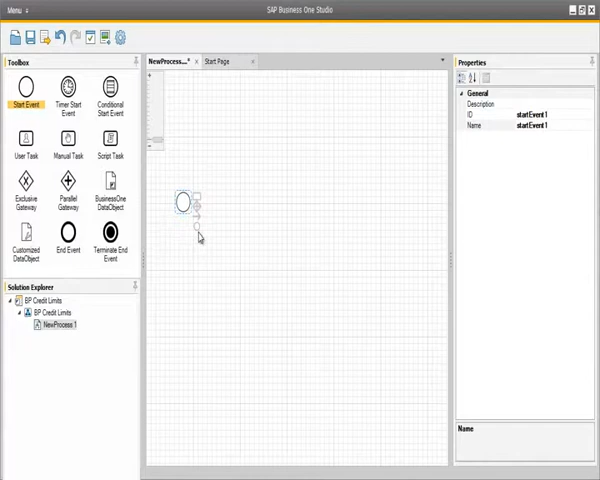 Menu
SAP Business One Studio
Toolbox
Start Event
Timer Start Event
Conditional Start Event
User Task
Manual Task
Script Task
Exclusive Gateway
Parallel Gateway
BusinessOne DataObject
Customized DataObject
End Event
Terminate End Event
Solution Explorer
BP Credit Limits
BP Credit Limits
NewProcess 1
NewProcess....*
Start Page
Properties
General
Description
ID startEvent1
Name startEvent1
Name